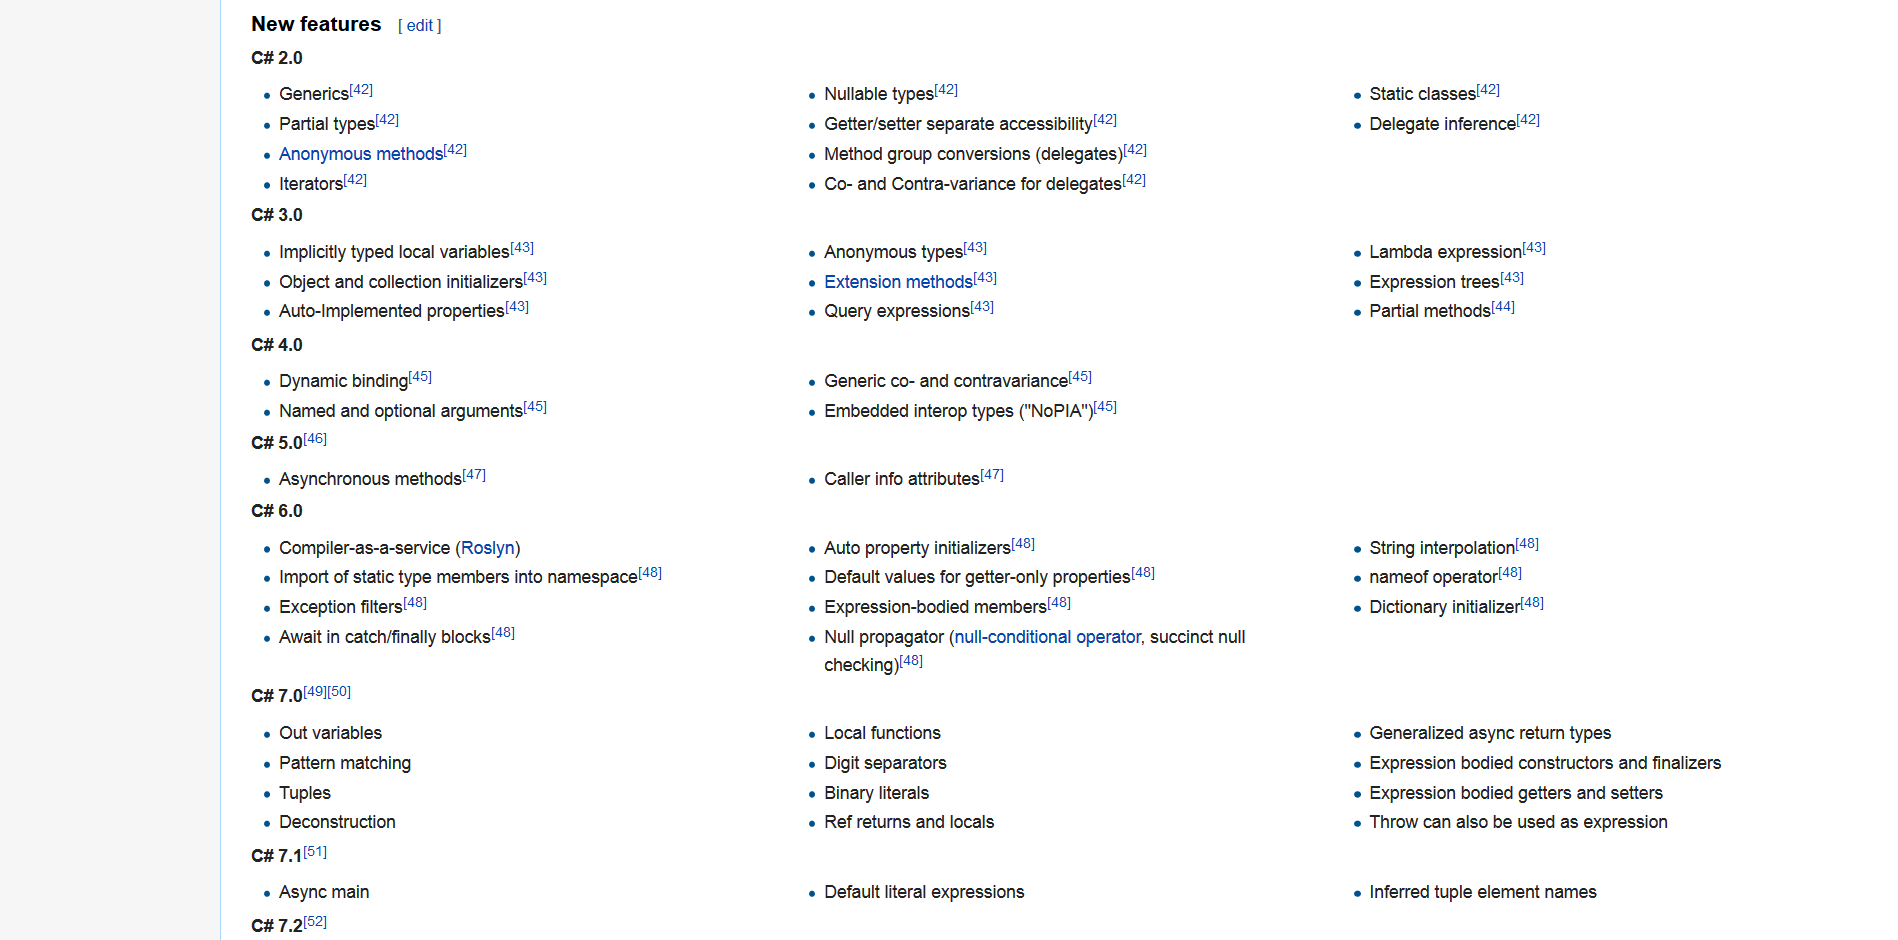 New features [ edit ]
C# 2.0
Generics[42]
Partial types[42]
Anonymous methods[42]
Iterators[42]
Nullable types[42]
Getter/setter separate accessibility[42]
Method group conversions (delegates)[42]
Co- and Contra-variance for delegates[42]
Static classes[42]
Delegate inference[42]
C# 3.0
Implicitly typed local variables[43]
Object and collection initializers[43]
Auto-Implemented properties[43]
Anonymous types[43]
Extension methods[43]
Query expressions[43]
Lambda expression[43]
Expression trees[43]
Partial methods[44]
C# 4.0
Dynamic binding[45]
Named and optional arguments[45]
Generic co- and contravariance[45]
Embedded interop types ("NoPIA")[45]
C# 5.0[46]
Asynchronous methods[47]
Caller info attributes[47]
C# 6.0
Compiler-as-a-service (Roslyn)
Import of static type members into namespace[48]
Exception filters[48]
Await in catch/finally blocks[48]
Auto property initializers[48]
Default values for getter-only properties[48]
Expression-bodied members[48]
Null propagator (null-conditional operator, succinct null
checking)[48]
String interpolation[48]
nameof operator[48]
Dictionary initializer[48]
C# 7.0[49][50]
Out variables
Pattern matching
Tuples
Deconstruction
Local functions
Digit separators
Binary literals
Ref returns and locals
Generalized async return types
Expression bodied constructors and finalizers
Expression bodied getters and setters
Throw can also be used as expression
C# 7.1[51]
Async main
Default literal expressions
Inferred tuple element names
C# 7.2[52]